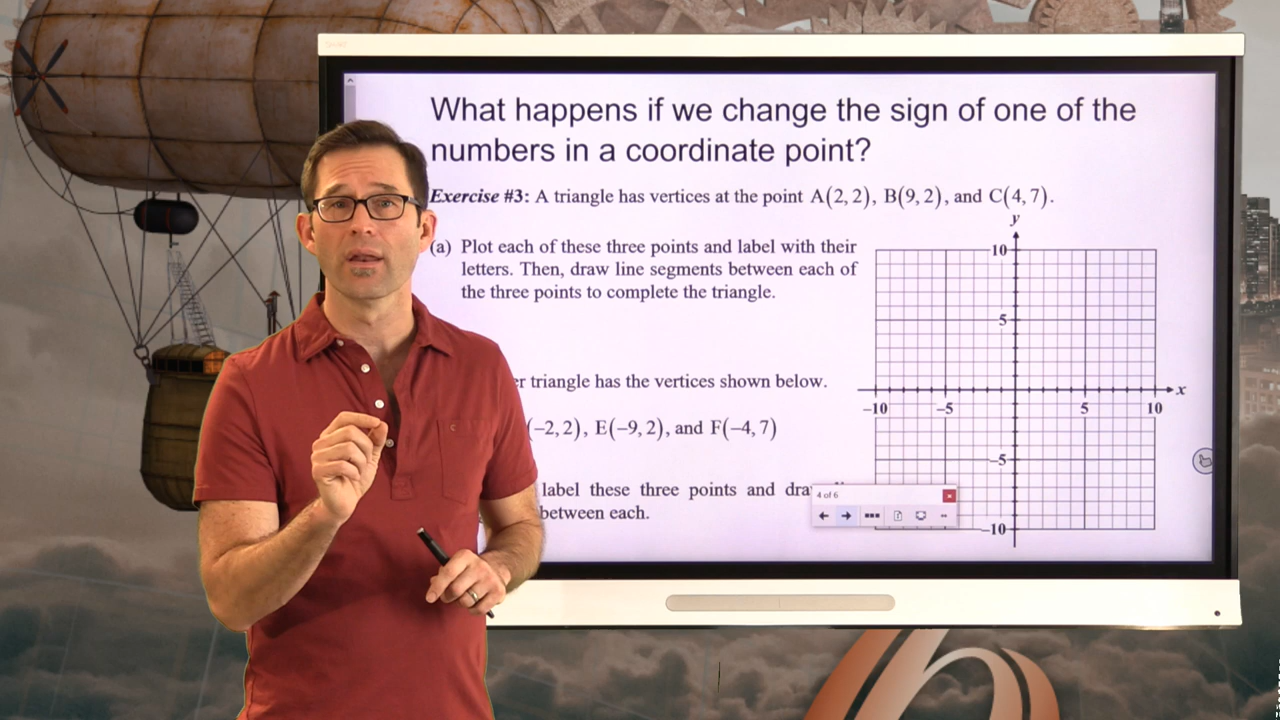 What happens if we change the sign of one of the
numbers in a coordinate point?
Exercise #3: A triangle has vertices at the point A(2, 2), B(9, 2), and C(4, 7).
(a) Plot each of these three points and label with their
letters. Then, draw line segments between each of
the three points to complete the triangle.
triangle has the vertices shown below.
(−2, 2), E(−9, 2), and F(−4, 7)
label these three points and
between each.
y
10
5
x
−10
−5
5
10
−5
−10
4 of 6